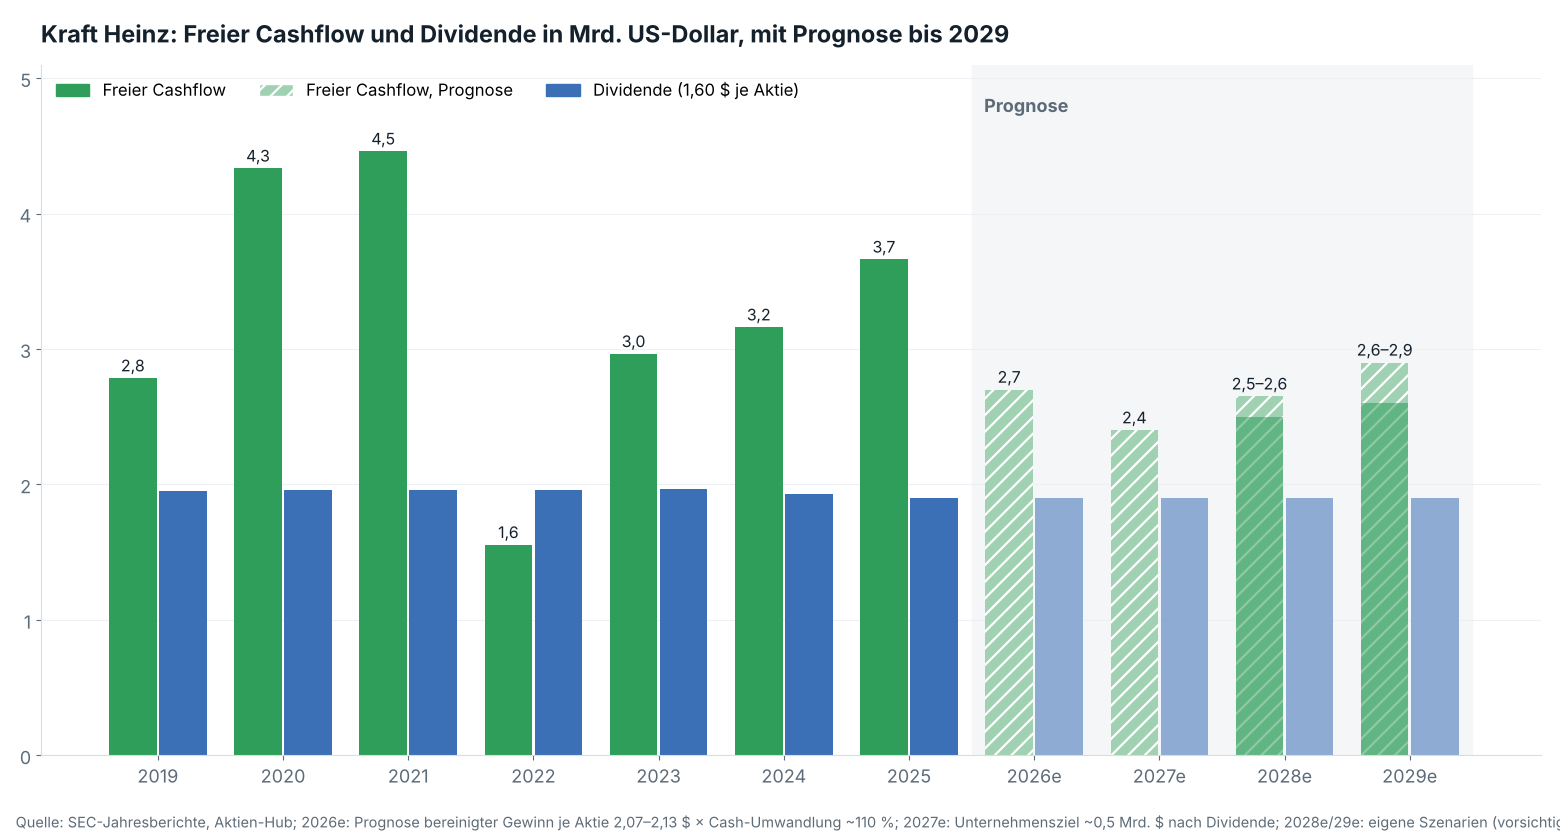 Kraft Heinz: Freier Cashflow und Dividende in Mrd. US-Dollar, mit Prognose bis 2029
5
Freier Cashflow
Freier Cashflow, Prognose
Dividende (1,60 $ je Aktie)
Prognose
4,3
4,5
4
3,7
3,2
3,0
3
2,8
2,7
2,4
2,5–2,6
2,6–2,9
2
1,6
1
0
2019
2020
2021
2022
2023
2024
2025
2026e
2027e
2028e
2029e
Quelle: SEC-Jahresberichte, Aktien-Hub; 2026e: Prognose bereinigter Gewinn je Aktie 2,07–2,13 $ × Cash-Umwandlung ~110 %; 2027e: Unternehmensziel ~0,5 Mrd. $ nach Dividende; 2028e/29e: eigene Szenarien (vorsichtig